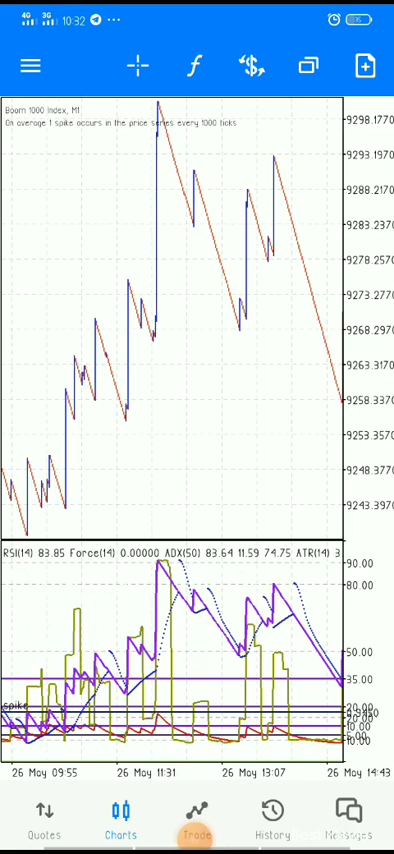 4G 3G 10:32
Boom 1000 Index, M1
On average 1 spike occurs in the price series every 1000 ticks
9298.1770
9293.1970
9288.2170
9283.2370
9278.2570
9273.2770
9268.2970
9263.3170
9258.3370
9253.3570
9248.3770
9243.3970
RSI(14) 83.85 Force(14) 0.00000 ADX(50) 83.64 11.59 74.75 ATR(14) 3
90.00
80.00
50.00
35.00
20.00
spike
10.00
26 May 09:55 26 May 11:31 26 May 13:07 26 May 14:43
Quotes Charts Trade History Messages